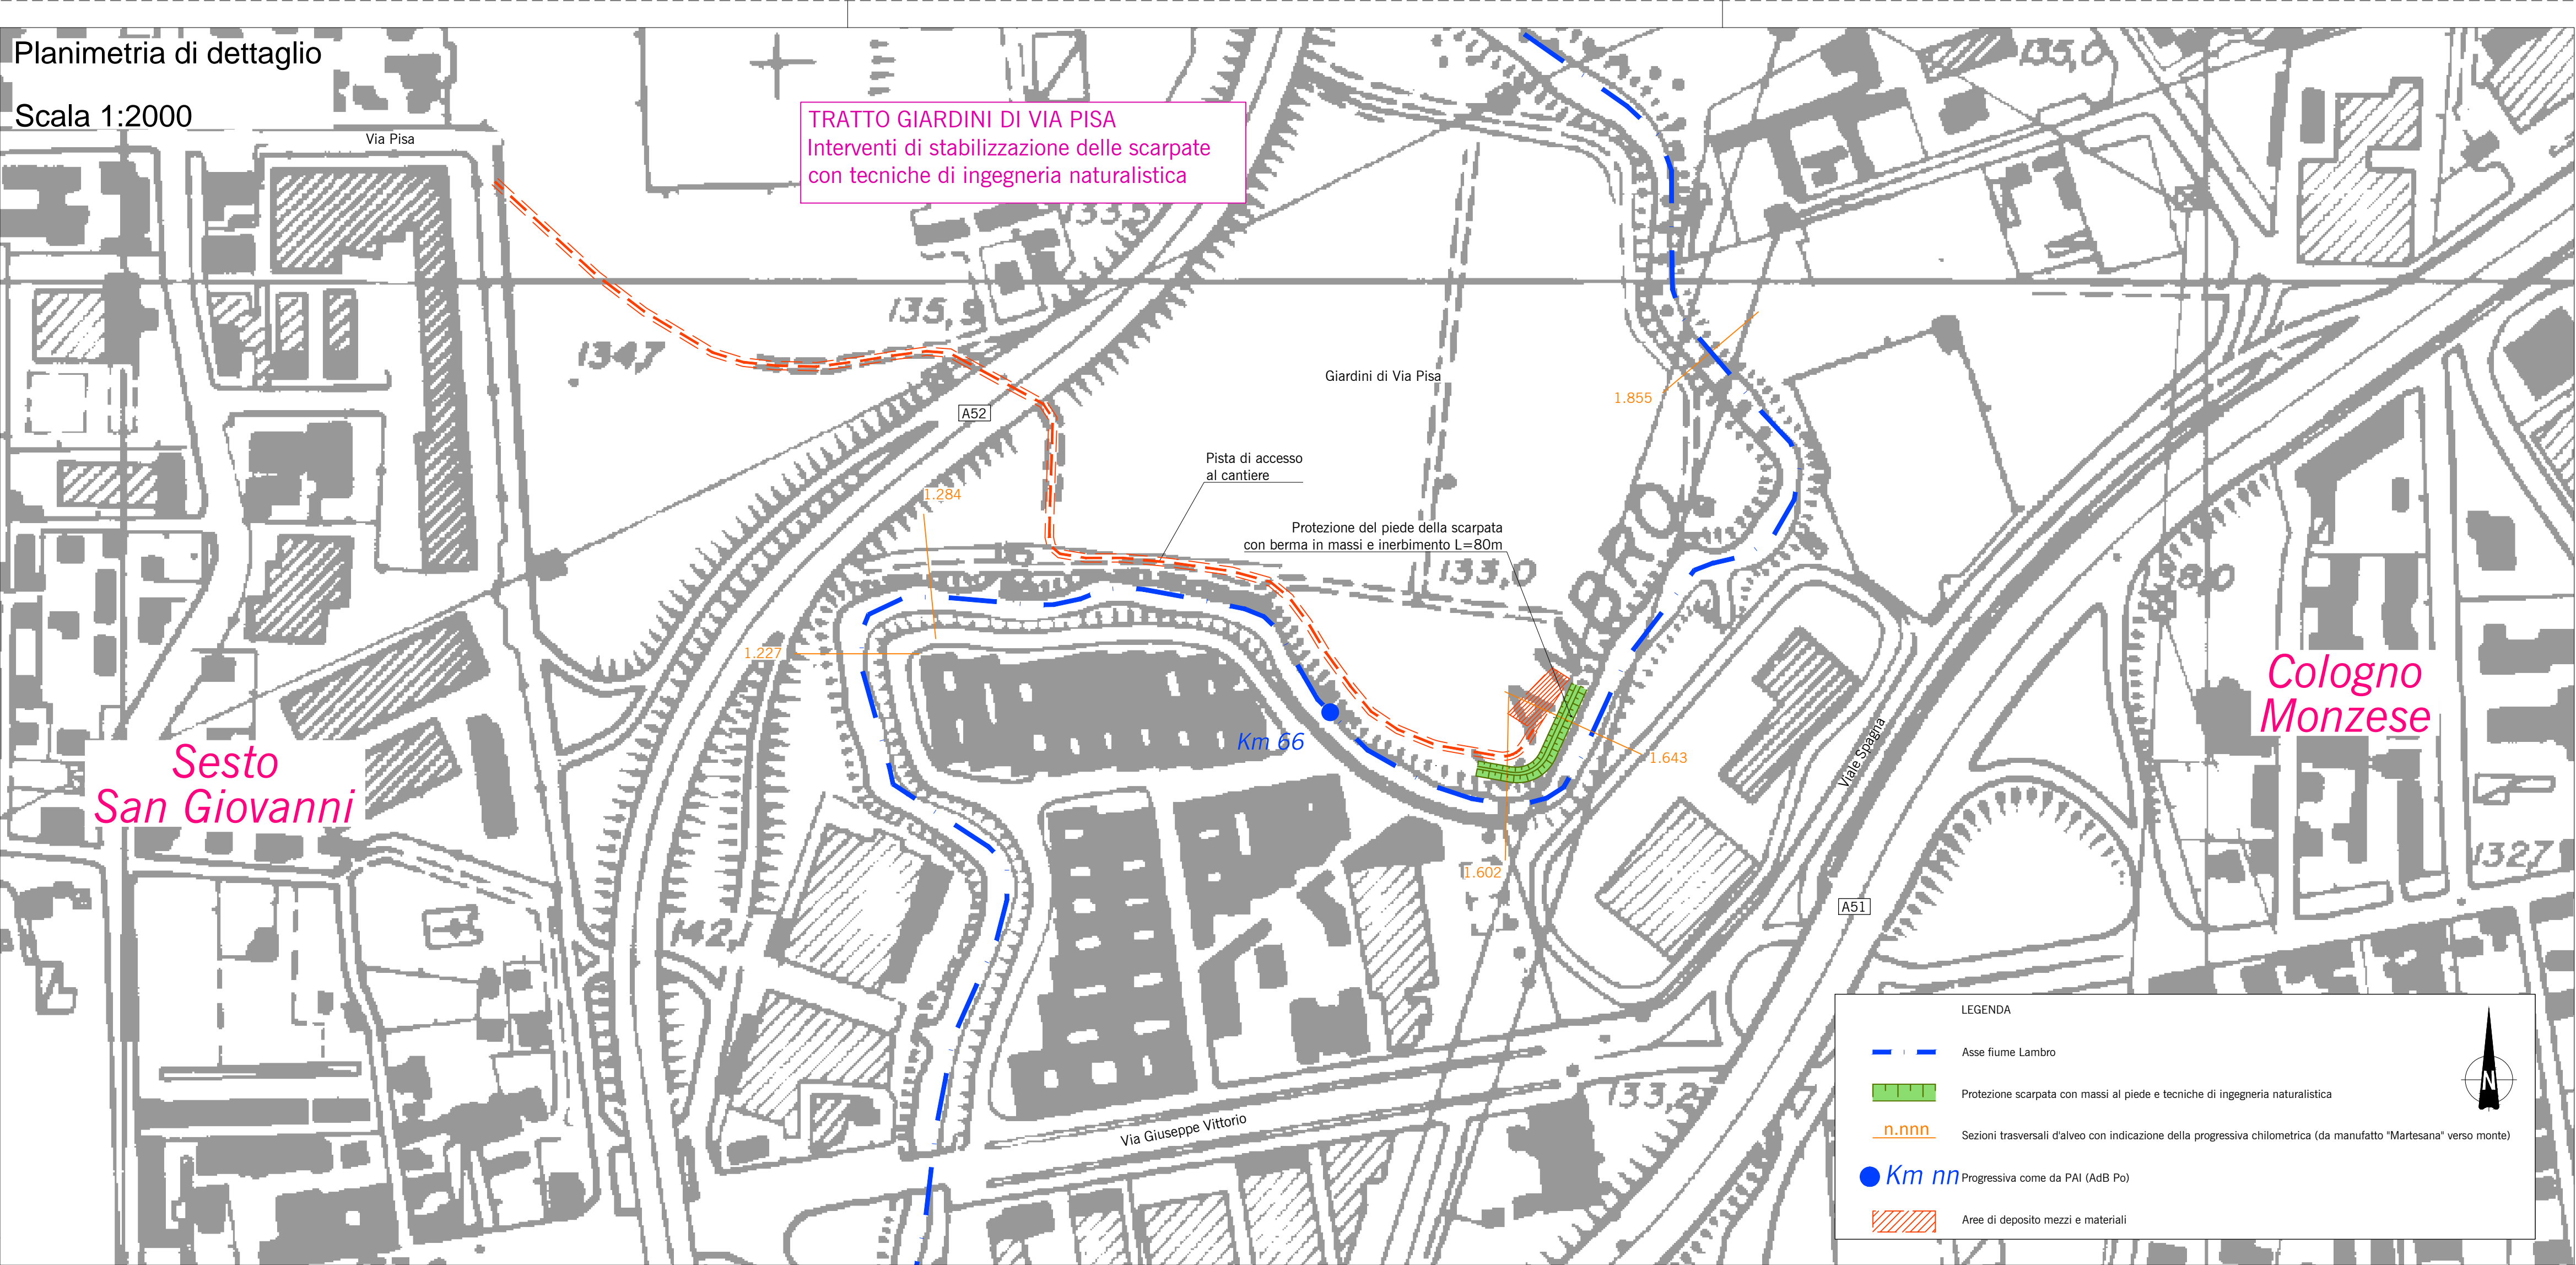 Planimetria di dettaglio
Scala 1:2000
Via Pisa
TRATTO GIARDINI DI VIA PISA
Interventi di stabilizzazione delle scarpate
con tecniche di ingegneria naturalistica
135,0
135,9
1347
A52
Giardini di Via Pisa
1.855
Pista di accesso
al cantiere
1.284
Protezione del piede della scarpata
con berma in massi e inerbimento L=80m
133,0
1.227
Km 66
1.643
1.602
Viale Spagna
A51
Sesto
San Giovanni
Cologno
Monzese
1327
133,2
Via Giuseppe Vittorio
LEGENDA
Asse fiume Lambro
Protezione scarpata con massi al piede e tecniche di ingegneria naturalistica
n.nnn
Sezioni trasversali d'alveo con indicazione della progressiva chilometrica (da manufatto "Martesana" verso monte)
Km nn Progressiva come da PAI (AdB Po)
Aree di deposito mezzi e materiali
N